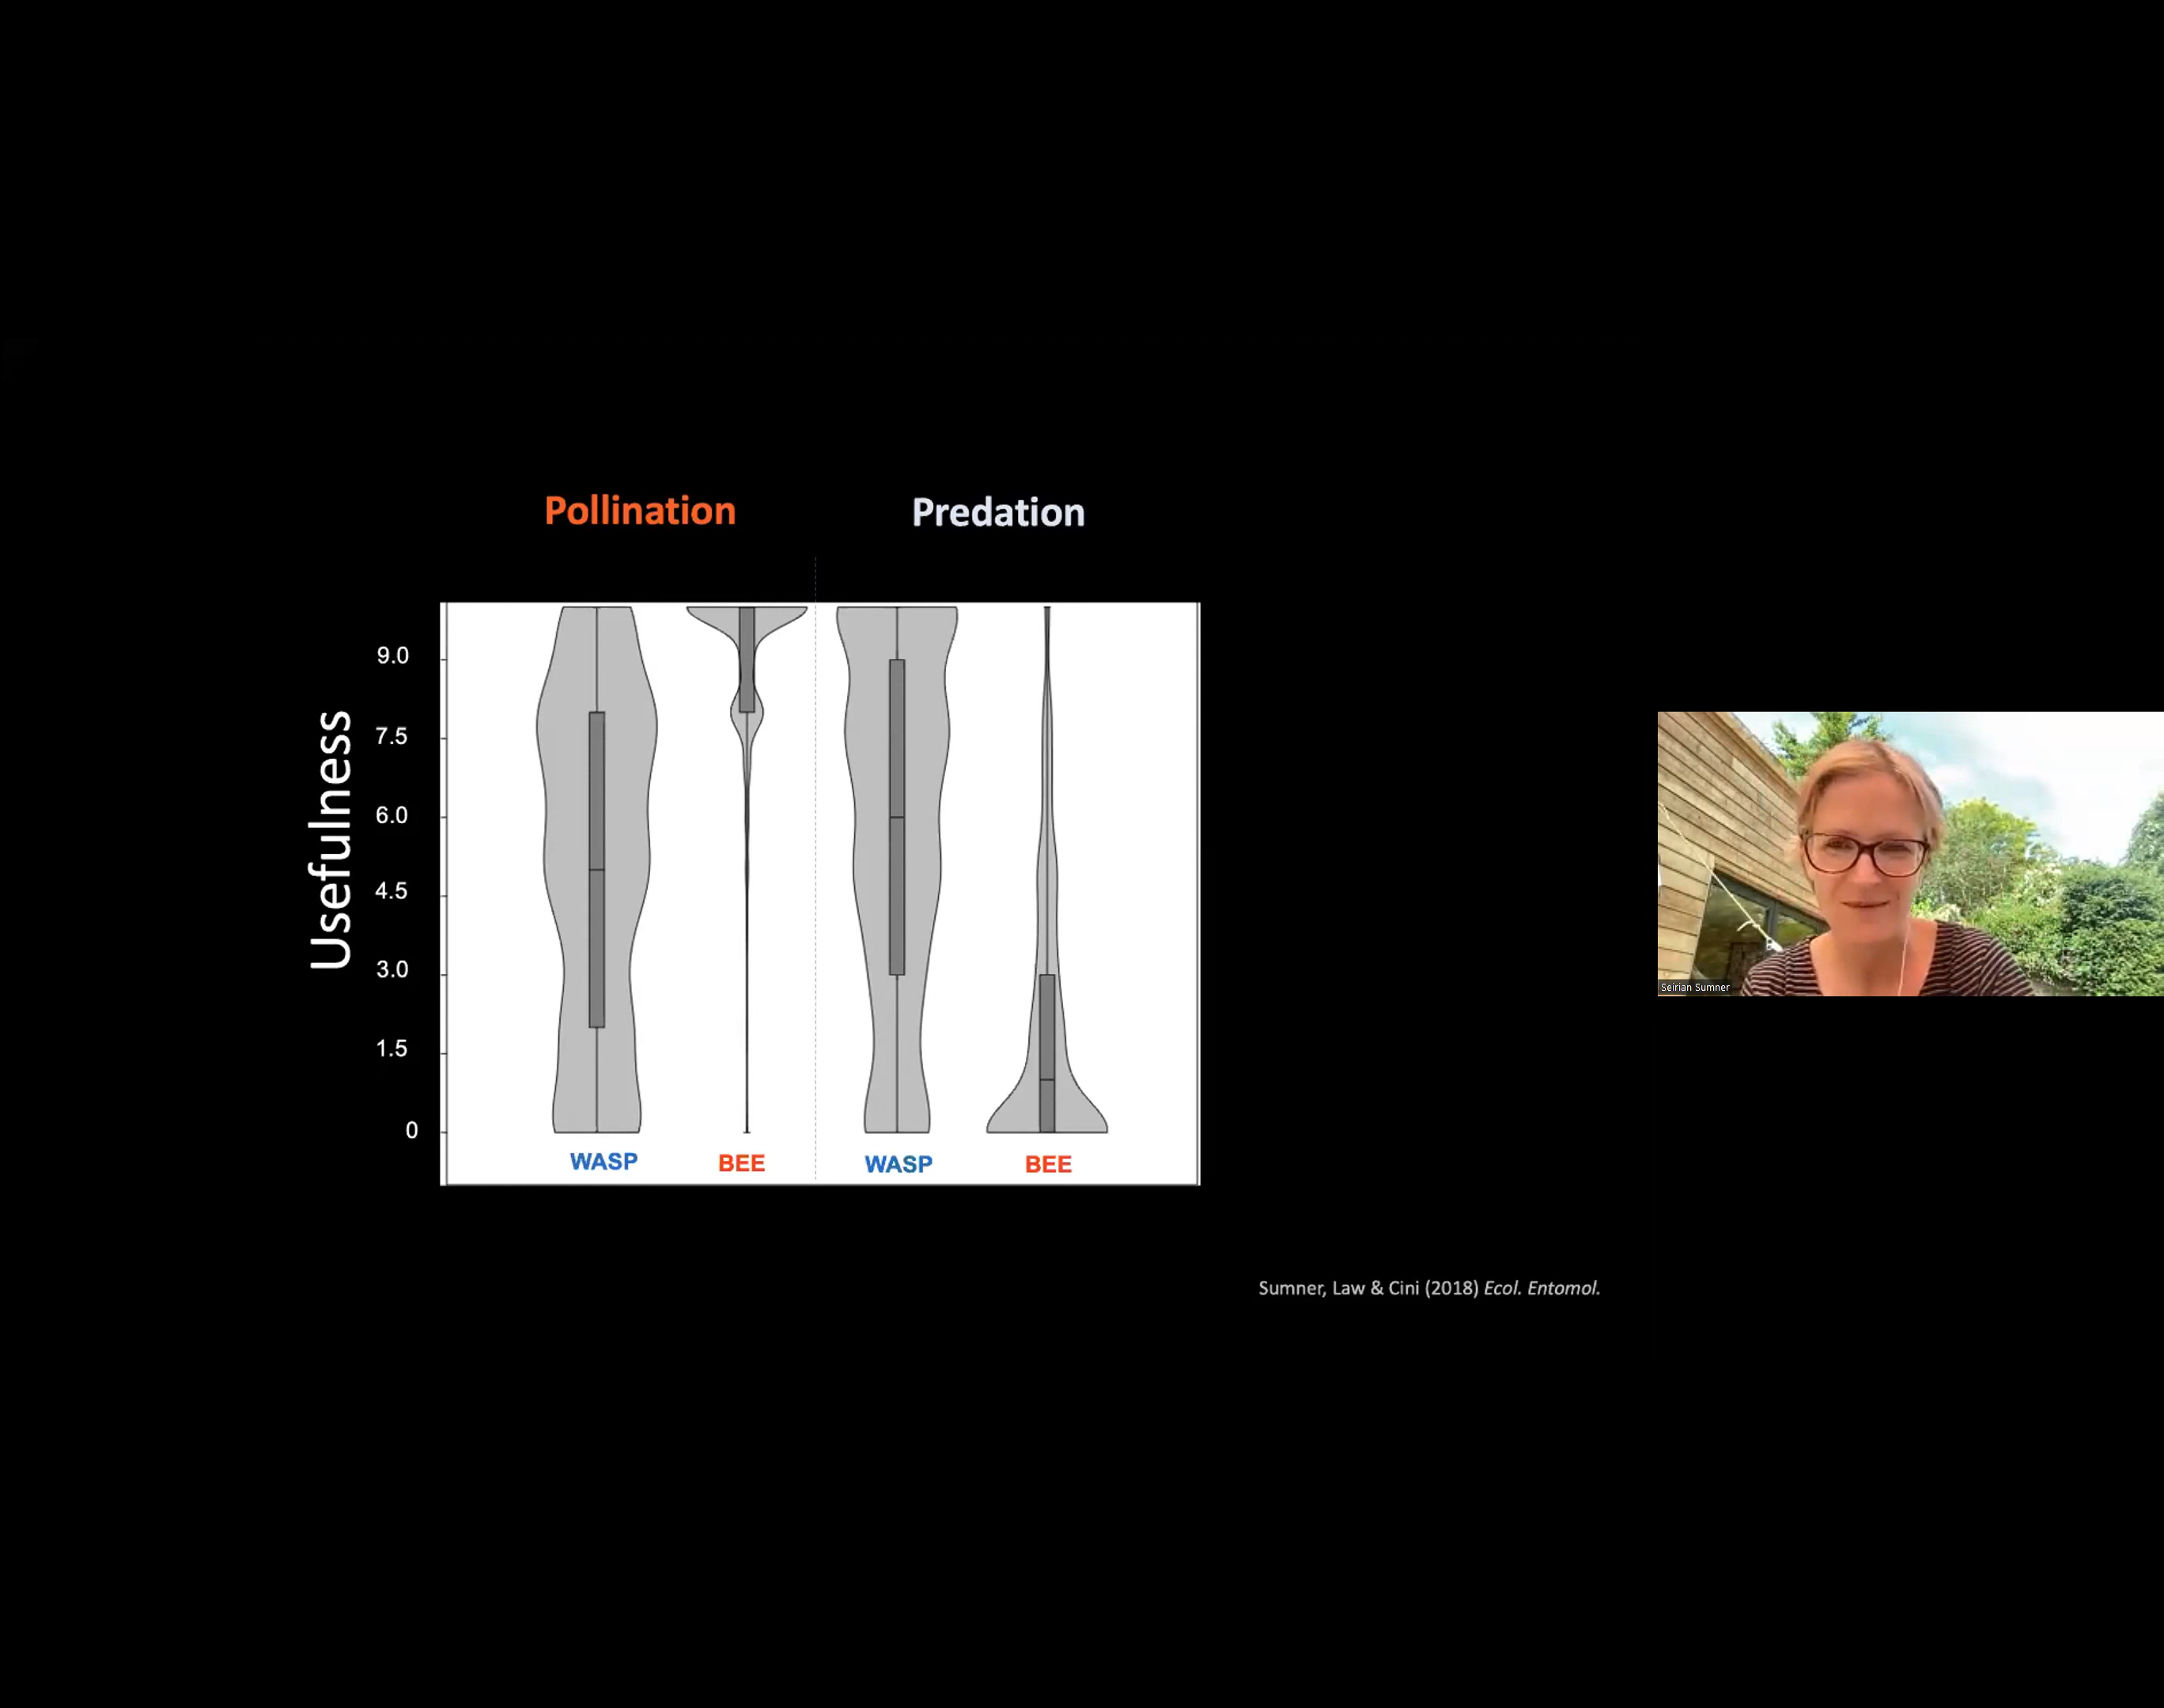 Pollination
Predation
Usefulness
9.0
7.5
6.0
4.5
3.0
1.5
0
WASP
BEE
WASP
BEE
Seirian Sumner
Sumner, Law & Cini (2018) Ecol. Entomol.